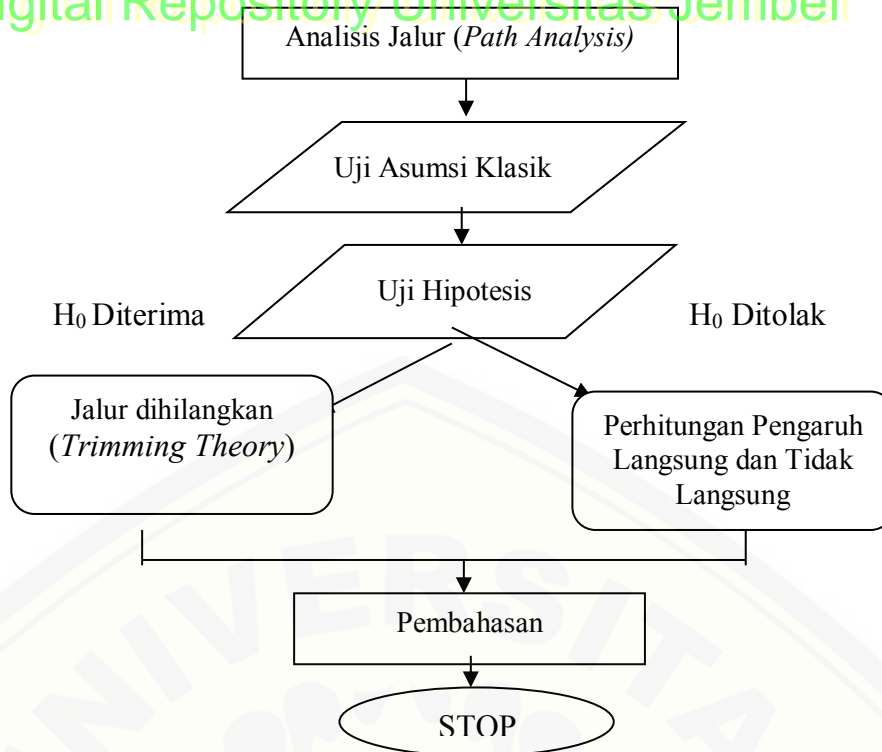 Digital Repository Universitas Jember
Analisis Jalur (Path Analysis)
Uji Asumsi Klasik
Uji Hipotesis
H₀ Diterima
H₀ Ditolak
Jalur dihilangkan
(Trimming Theory)
Perhitungan Pengaruh
Langsung dan Tidak
Langsung
Pembahasan
STOP
UNIVERSITA